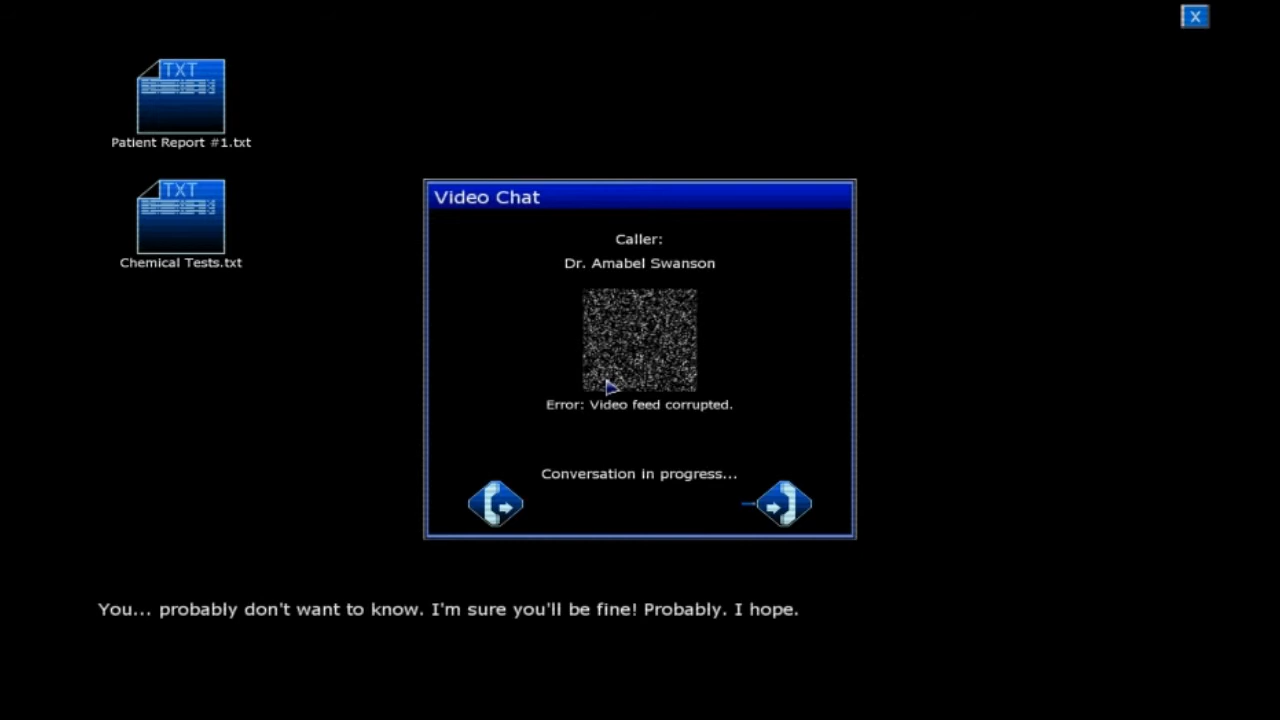 X
TXT
Patient Report #1.txt
TXT
Chemical Tests.txt
Video Chat
Caller:
Dr. Amabel Swanson
Error: Video feed corrupted.
Conversation in progress...
You... probably don't want to know. I'm sure you'll be fine! Probably. I hope.